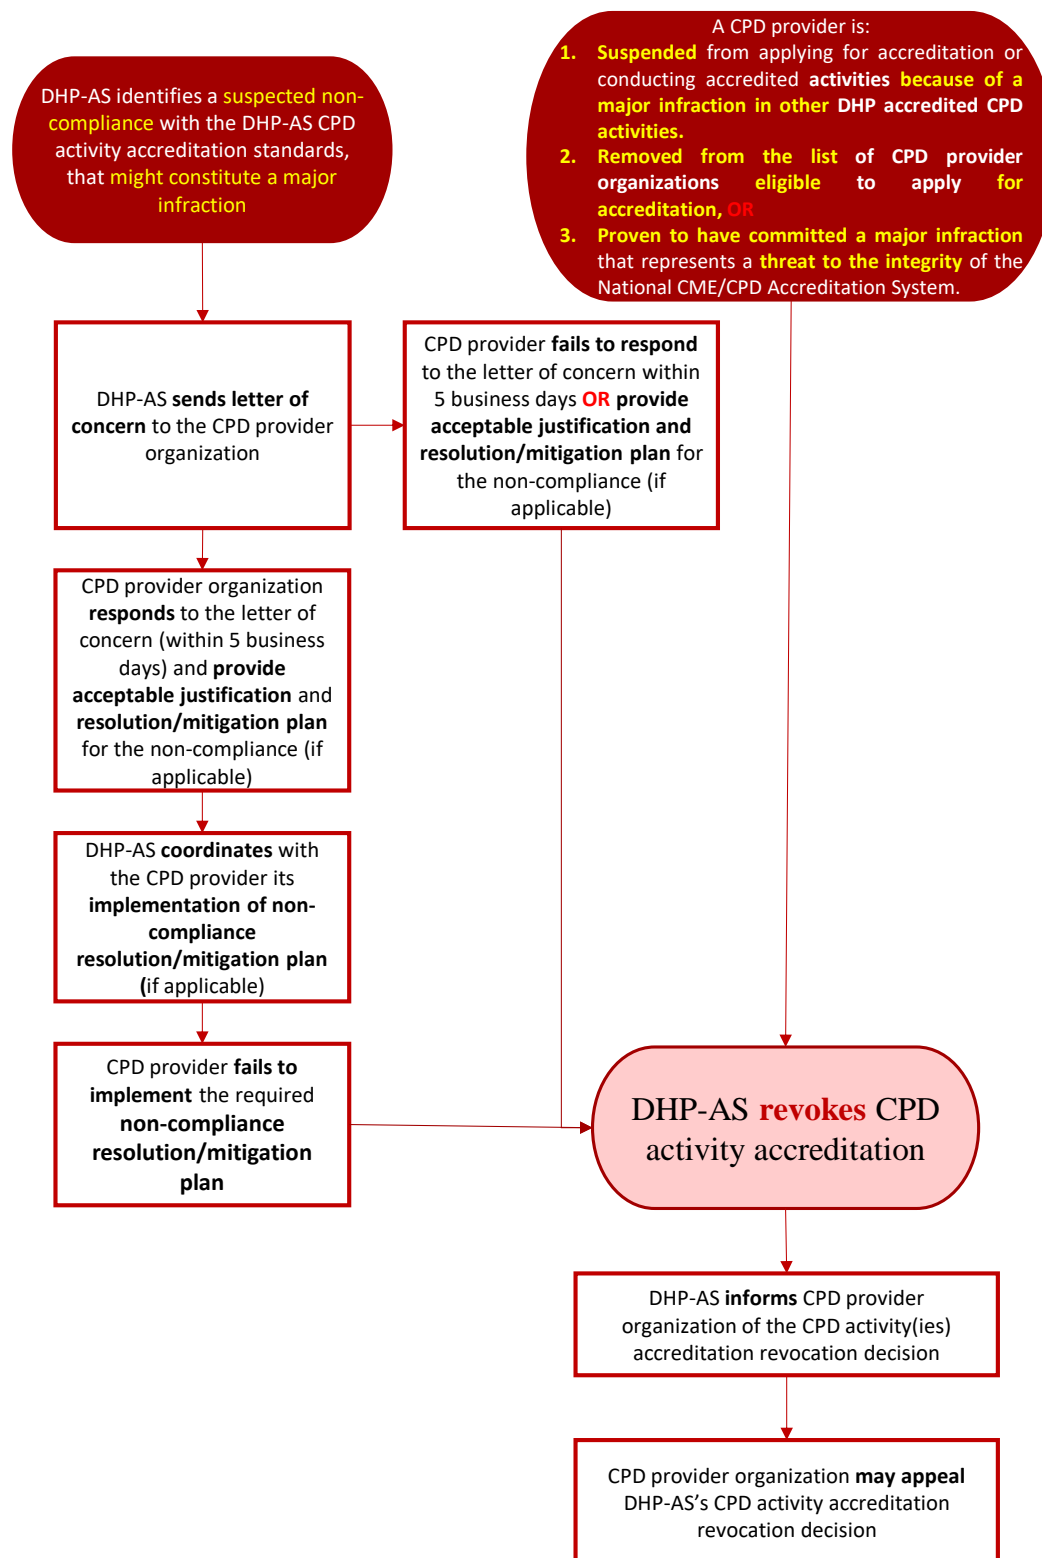 DHP-AS identifies a suspected non-
compliance with the DHP-AS CPD
activity accreditation standards,
that might constitute a major
infraction
A CPD provider is:
1. Suspended from applying for accreditation or
conducting accredited activities because of a
major infraction in other DHP accredited CPD
activities.
2. Removed from the list of CPD provider
organizations eligible to apply for
accreditation, OR
3. Proven to have committed a major infraction
that represents a threat to the integrity of the
National CME/CPD Accreditation System.
DHP-AS sends letter of
concern to the CPD provider
organization
CPD provider fails to respond
to the letter of concern within
5 business days OR provide
acceptable justification and
resolution/mitigation plan for
the non-compliance (if
applicable)
CPD provider organization
responds to the letter of
concern (within 5 business
days) and provide
acceptable justification and
resolution/mitigation plan
for the non-compliance (if
applicable)
DHP-AS coordinates with
the CPD provider its
implementation of non-
compliance
resolution/mitigation plan
(if applicable)
CPD provider fails to
implement the required
non-compliance
resolution/mitigation
plan
DHP-AS revokes CPD
activity accreditation
DHP-AS informs CPD provider
organization of the CPD activity(ies)
accreditation revocation decision
CPD provider organization may appeal
DHP-AS’s CPD activity accreditation
revocation decision